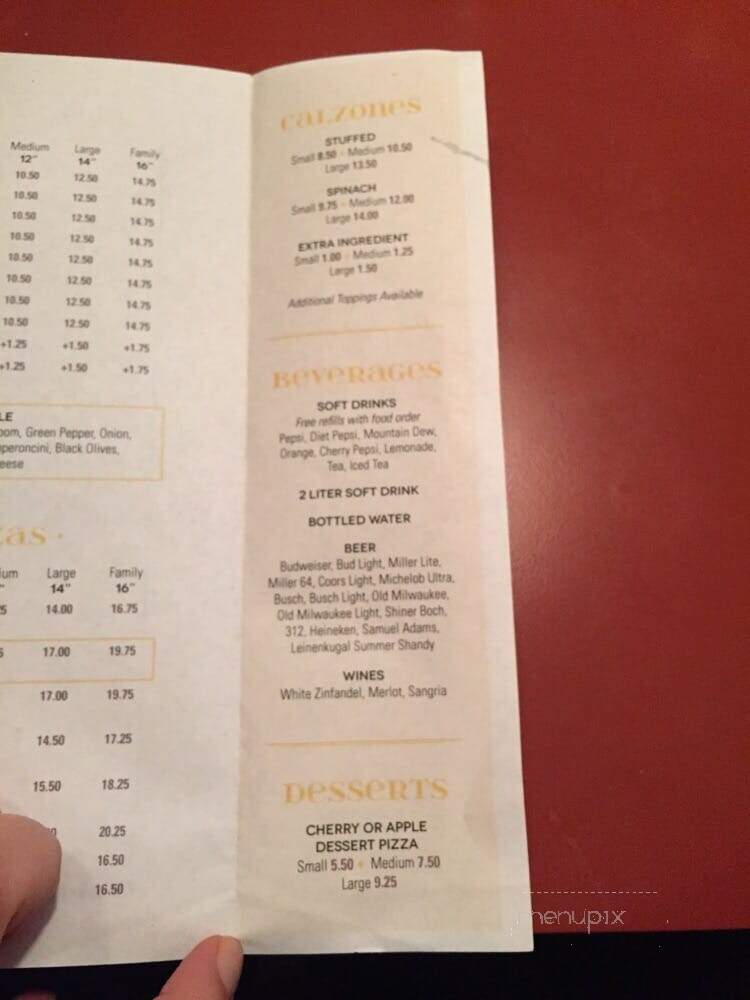 Medium Large Family
12" 14" 16"
10.50 12.50 14.75
10.50 12.50 14.75
10.50 12.50 14.75
10.50 12.50 14.75
10.50 12.50 14.75
10.50 12.50 14.75
10.50 12.50 14.75
10.50 12.50 14.75
+1.25 +1.50 +1.75
+1.25 +1.50 +1.75
Green Pepper, Onion,
Black Olives,
Large Family
14" 16"
14.00 16.75
17.00 19.75
17.00 19.75
14.50 17.25
15.50 18.25
20.25
16.50
16.50
CALZONES
STUFFED
Small 8.50 • Medium 10.50
Large 13.50
SPINACH
Small 9.75 • Medium 12.00
Large 14.00
EXTRA INGREDIENT
Small 1.00 • Medium 1.25
Large 1.50
Additional Toppings Available
BEVERAGES
SOFT DRINKS
Free refills with food order
Pepsi, Diet Pepsi, Mountain Dew,
Orange, Cherry Pepsi, Lemonade,
Tea, Iced Tea
2 LITER SOFT DRINK
BOTTLED WATER
BEER
Budweiser, Bud Light, Miller Lite,
Miller 64, Coors Light, Michelob Ultra,
Busch, Busch Light, Old Milwaukee,
Old Milwaukee Light, Shiner Boch,
312, Heineken, Samuel Adams,
Leinenkugal Summer Shandy
WINES
White Zinfandel, Merlot, Sangria
DESSERTS
CHERRY OR APPLE
DESSERT PIZZA
Small 5.50 • Medium 7.50
Large 9.25
menupix